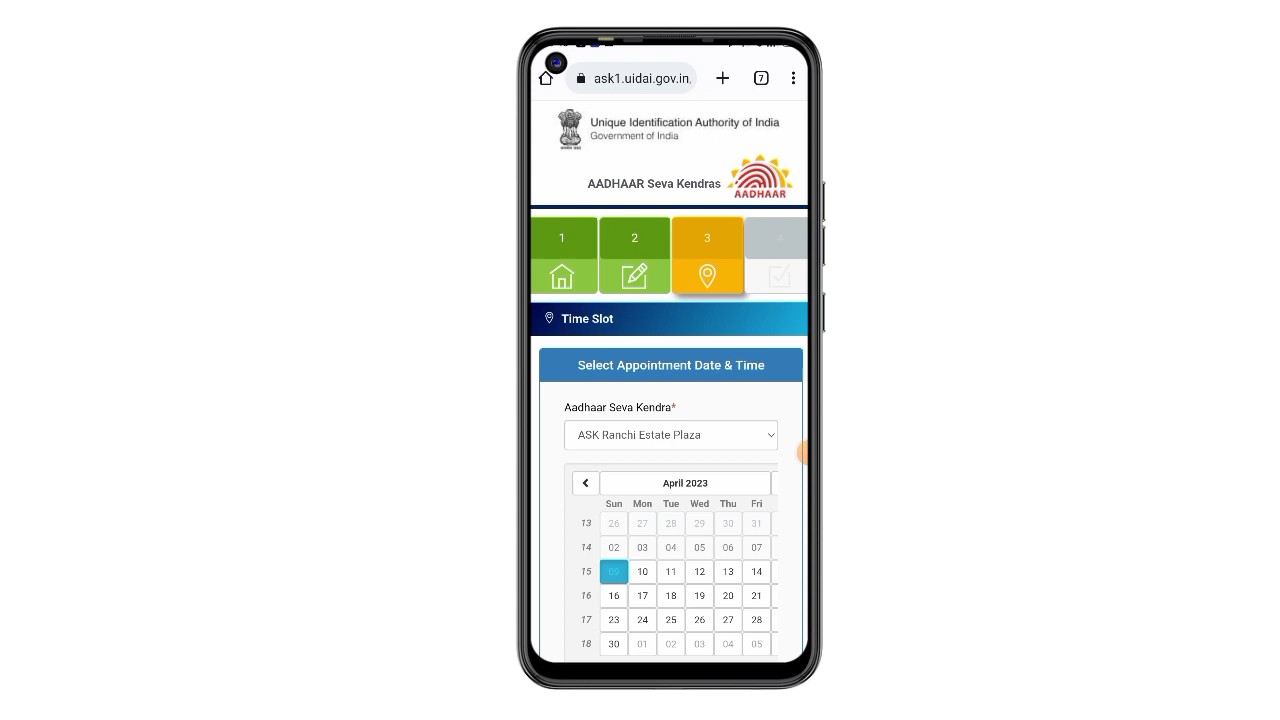 ask1.uidai.gov.in
7
Unique Identification Authority of India
Government of India
AADHAAR Seva Kendras
AADHAAR
1 2 3 4
Time Slot
Select Appointment Date & Time
Aadhaar Seva Kendra*
ASK Ranchi Estate Plaza
April 2023
Sun Mon Tue Wed Thu Fri
13 26 27 28 29 30 31
14 02 03 04 05 06 07
15 09 10 11 12 13 14
16 16 17 18 19 20 21
17 23 24 25 26 27 28
18 30 01 02 03 04 05